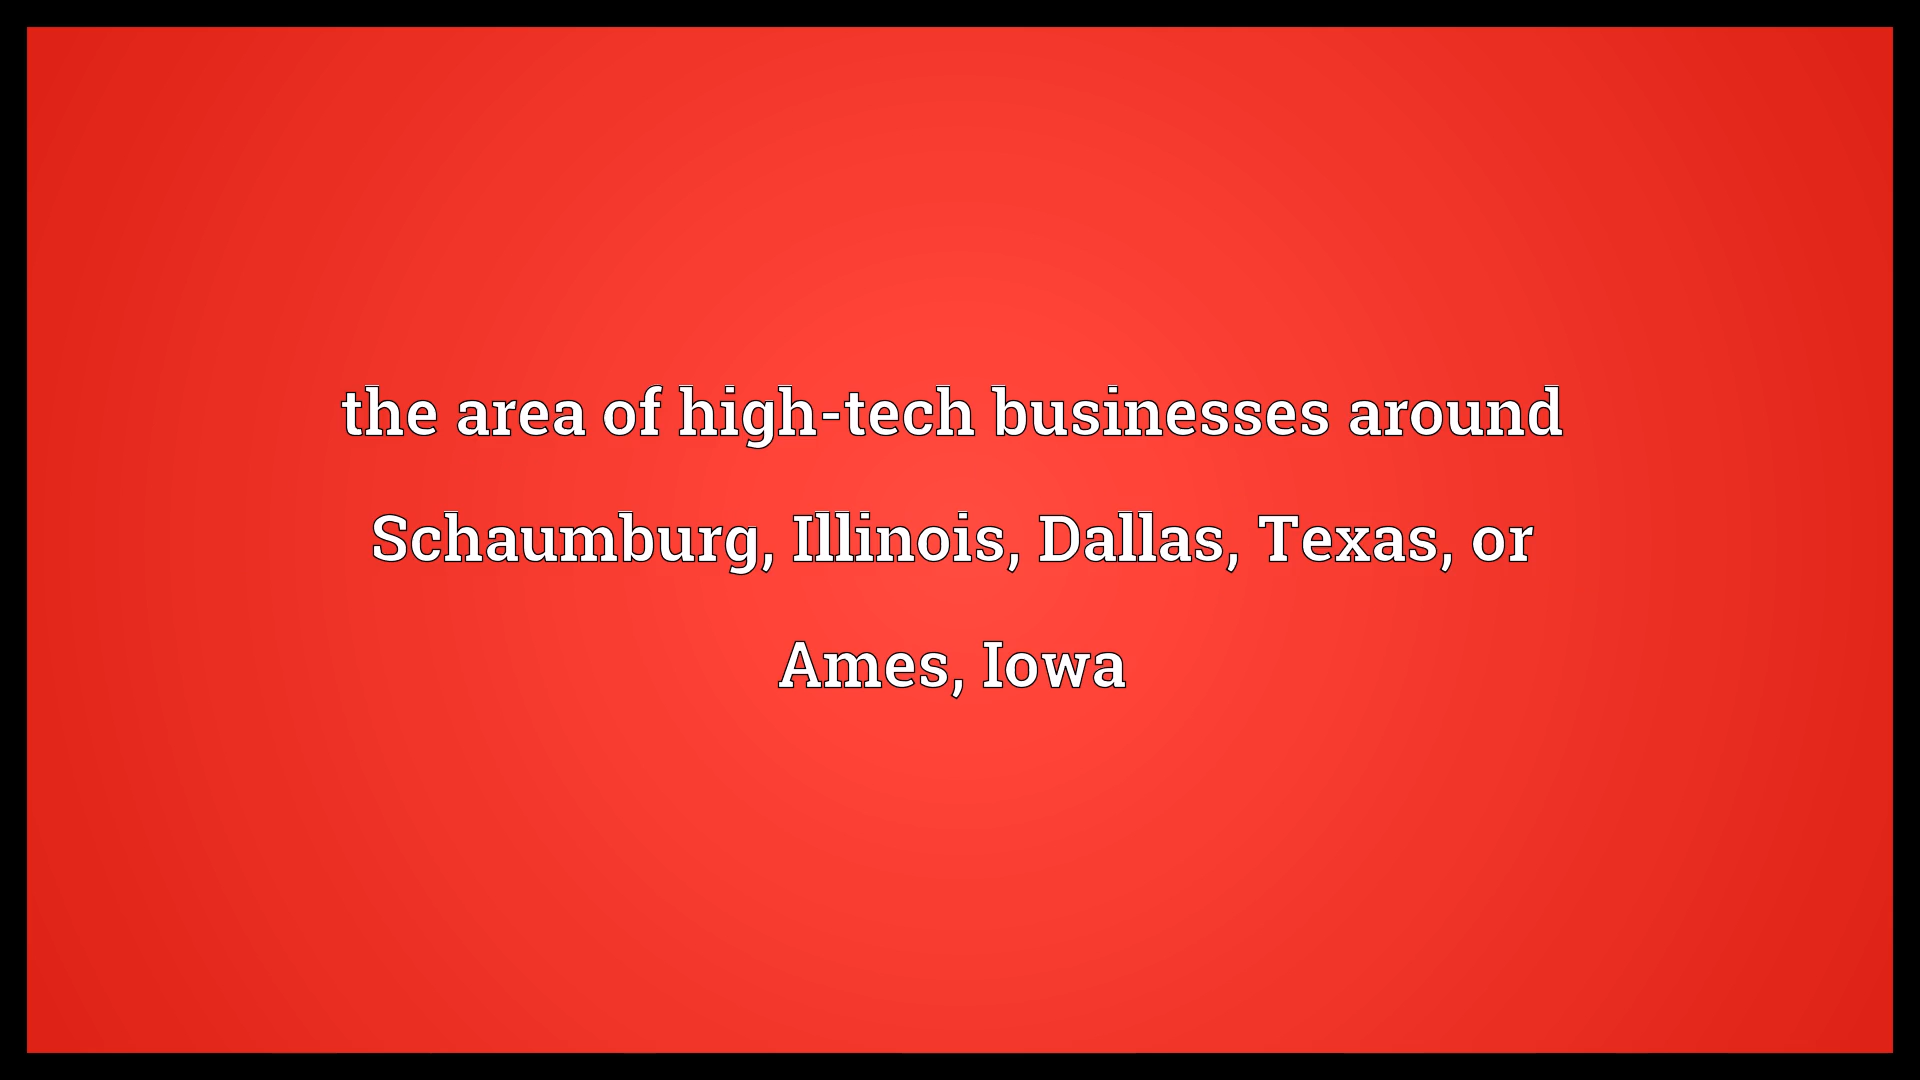 the area of high-tech businesses around
Schaumburg, Illinois, Dallas, Texas, or
Ames, Iowa